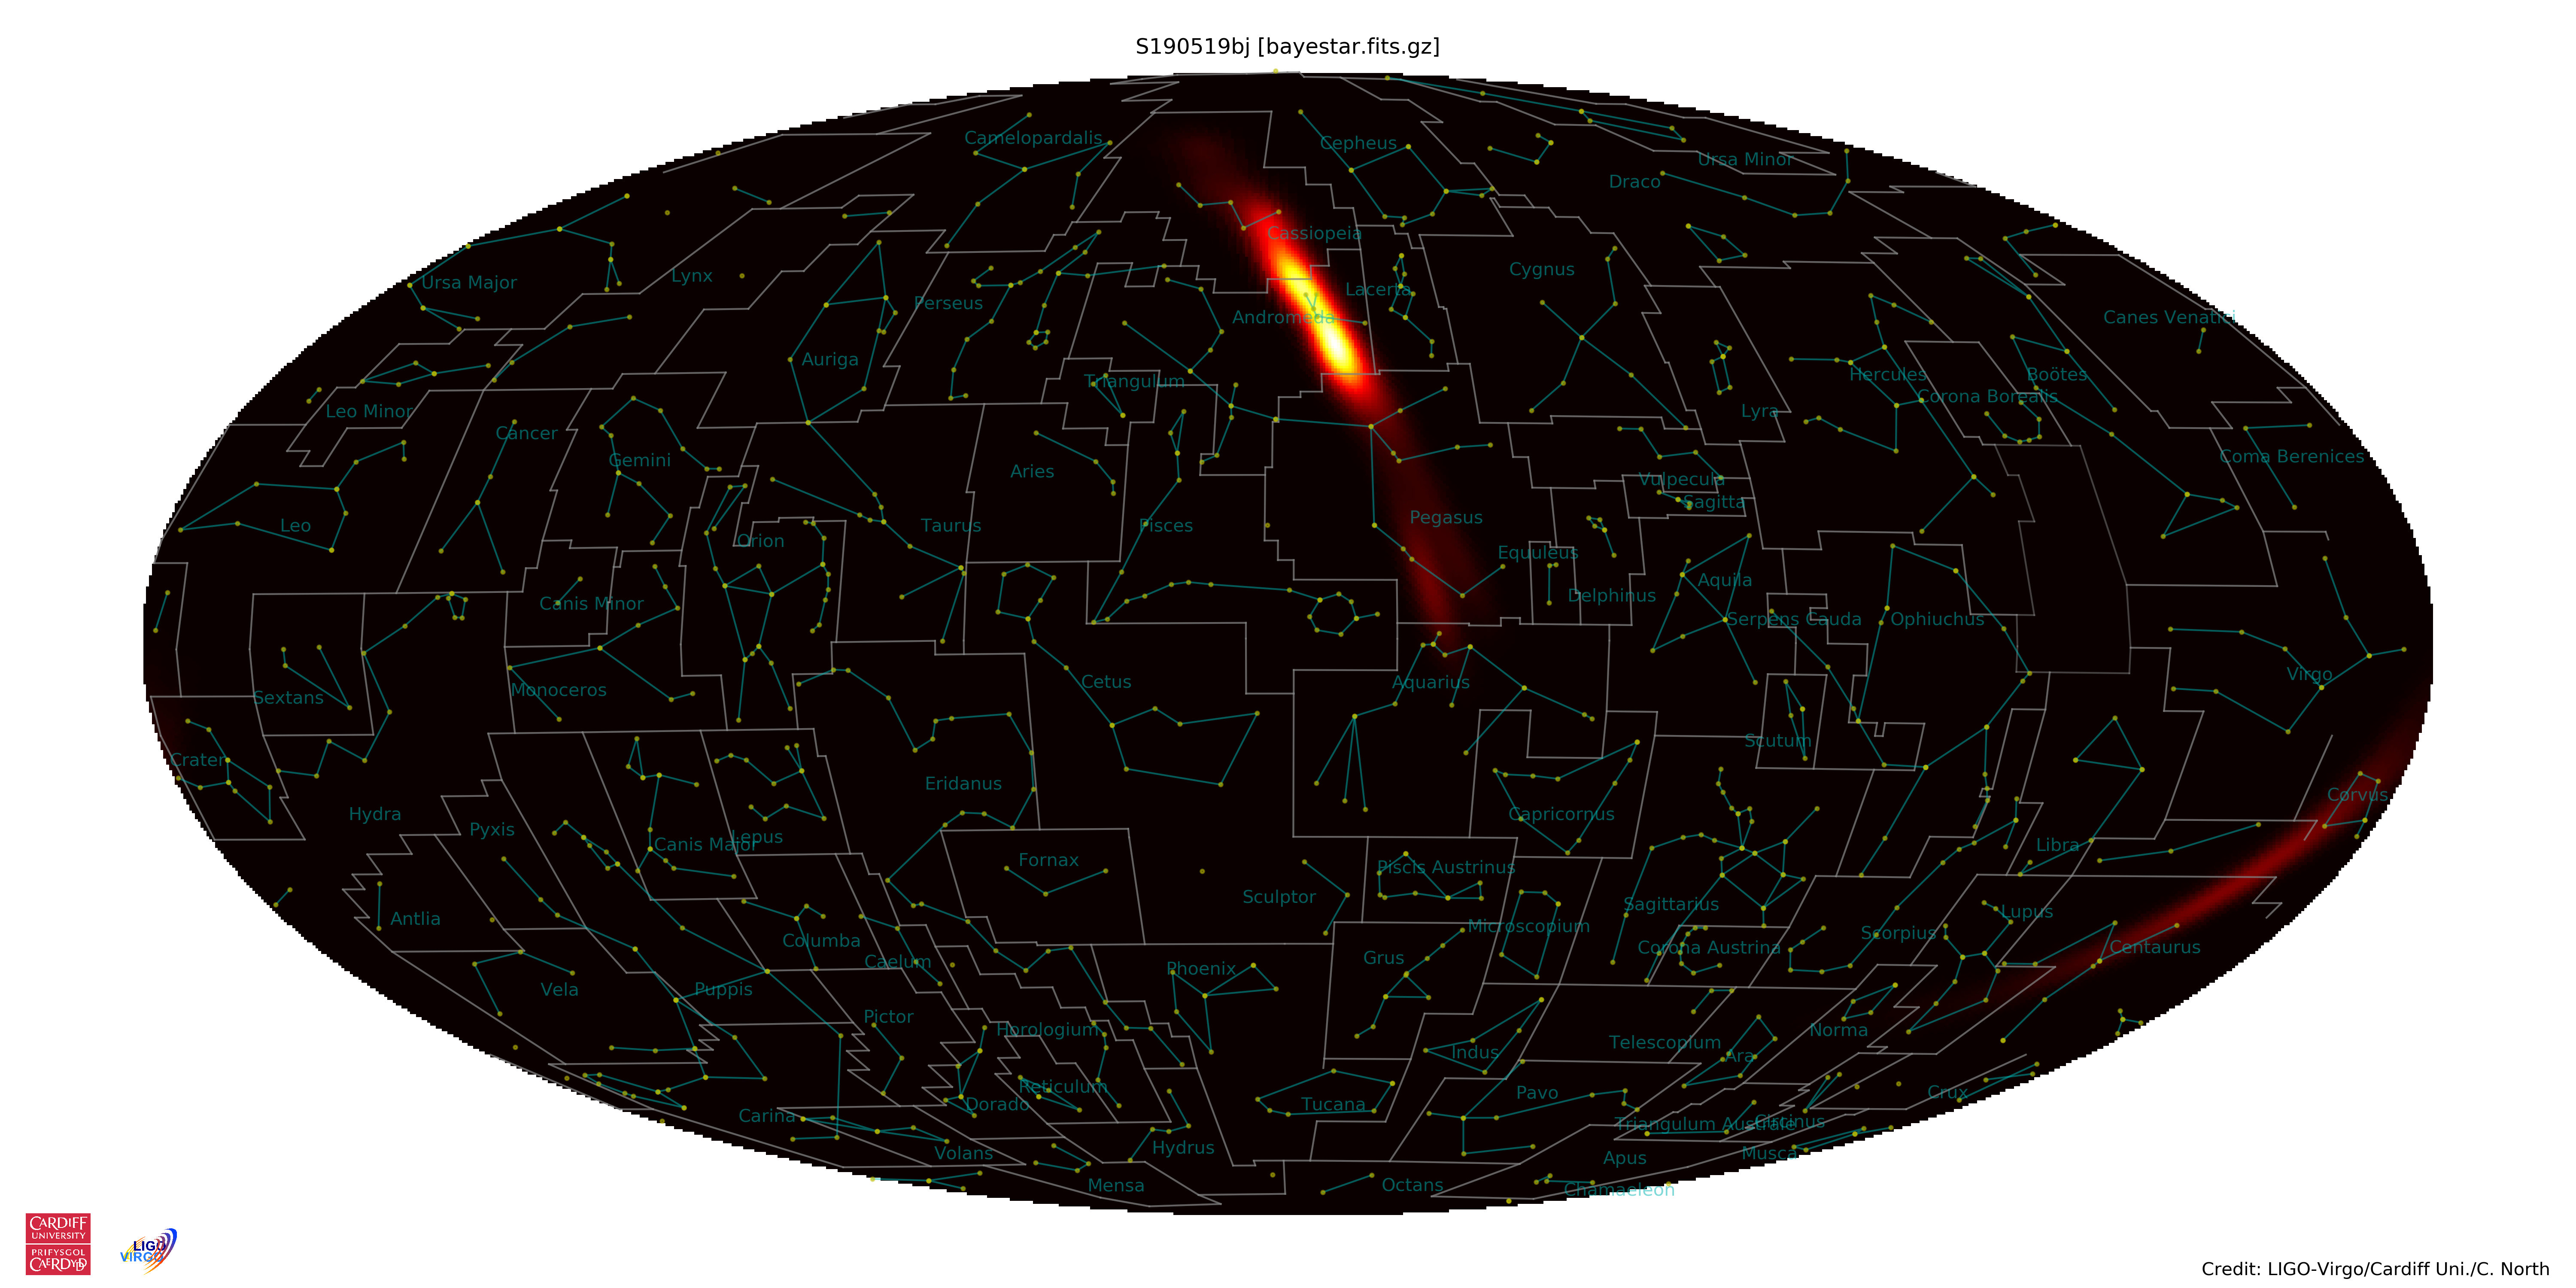 S190519bj [bayestar.fits.gz]
Camelopardalis
Cepheus
Ursa Minor
Draco
Cassiopeia
Cygnus
Ursa Major
Lynx
Lacerta
Perseus
Andromeda
Canes Venatici
Auriga
Hercules
Boötes
Triangulum
Corona Borealis
Leo Minor
Lyra
Cancer
Gemini
Coma Berenices
Aries
Vulpecula
Sagitta
Pegasus
Leo
Taurus
Pisces
Orion
Equuleus
Aquila
Delphinus
Canis Minor
Serpens Cauda
Ophiuchus
Virgo
Cetus
Aquarius
Monoceros
Sextans
Scutum
Crater
Eridanus
Corvus
Hydra
Capricornus
Pyxis
Lepus
Canis Major
Libra
Fornax
Piscis Austrinus
Sculptor
Sagittarius
Lupus
Antlia
Microscopium
Scorpius
Columba
Corona Austrina
Centaurus
Grus
Caelum
Phoenix
Vela
Puppis
Pictor
Horologium
Norma
Telescopium
Indus
Ara
Reticulum
Pavo
Crux
Dorado
Tucana
Carina
Triangulum Australe
Circinus
Hydrus
Volans
Musca
Apus
Mensa
Octans
Chamaeleon
CARDIFF
UNIVERSITY
PRIFYSGOL
CAERDYDD
LIGO
VIRGO
Credit: LIGO-Virgo/Cardiff Uni./C. North